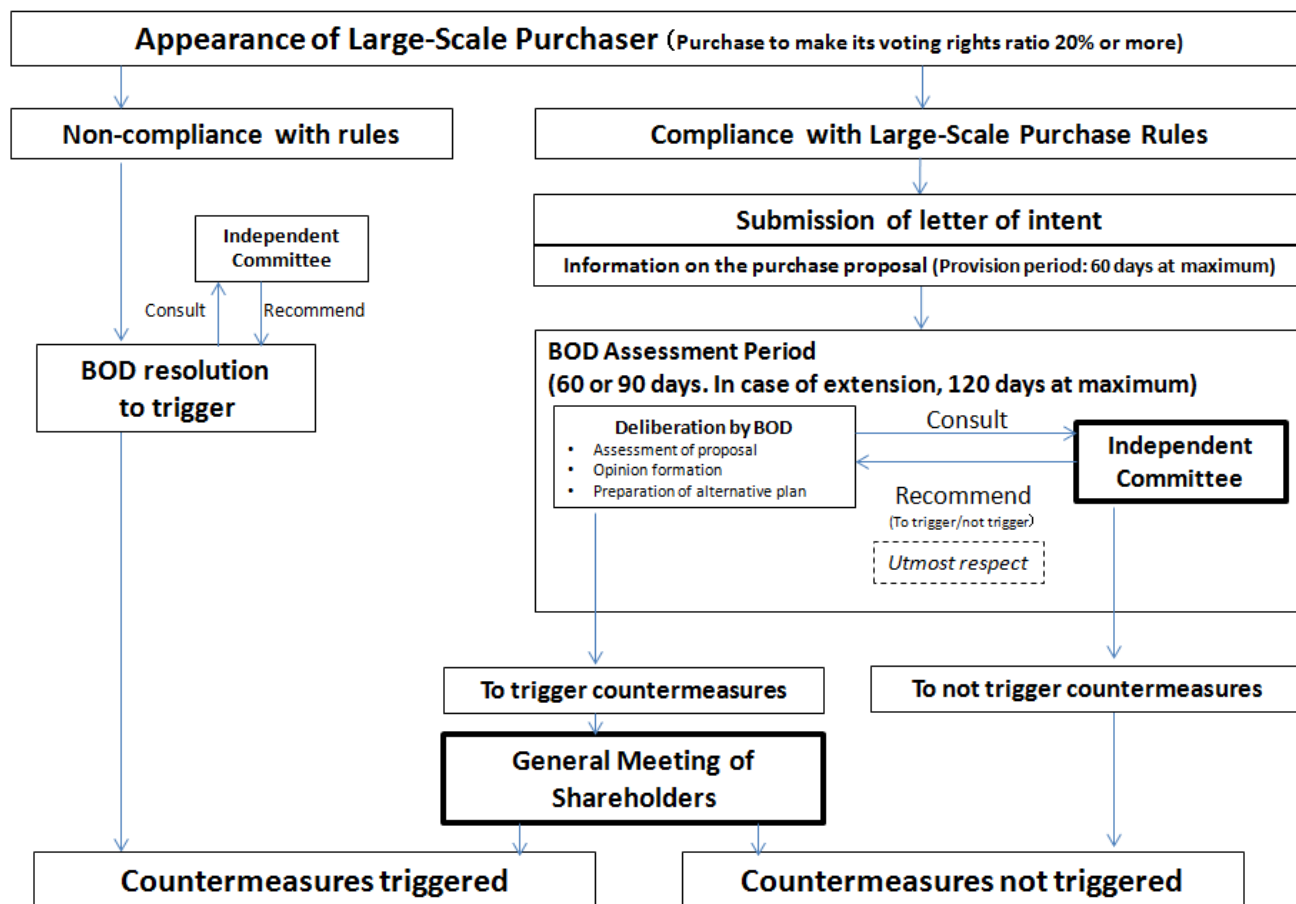 Appearance of Large-Scale Purchaser (Purchase to make its voting rights ratio 20% or more)
Non-compliance with rules
Compliance with Large-Scale Purchase Rules
Submission of letter of intent
Information on the purchase proposal (Provision period: 60 days at maximum)
Independent
Committee
Consult
Recommend
BOD resolution
to trigger
BOD Assessment Period
(60 or 90 days. In case of extension, 120 days at maximum)
Deliberation by BOD
• Assessment of proposal
• Opinion formation
• Preparation of alternative plan
Consult
Independent
Committee
Recommend
(To trigger/not trigger)
Utmost respect
To trigger countermeasures
To not trigger countermeasures
General Meeting of
Shareholders
Countermeasures triggered
Countermeasures not triggered